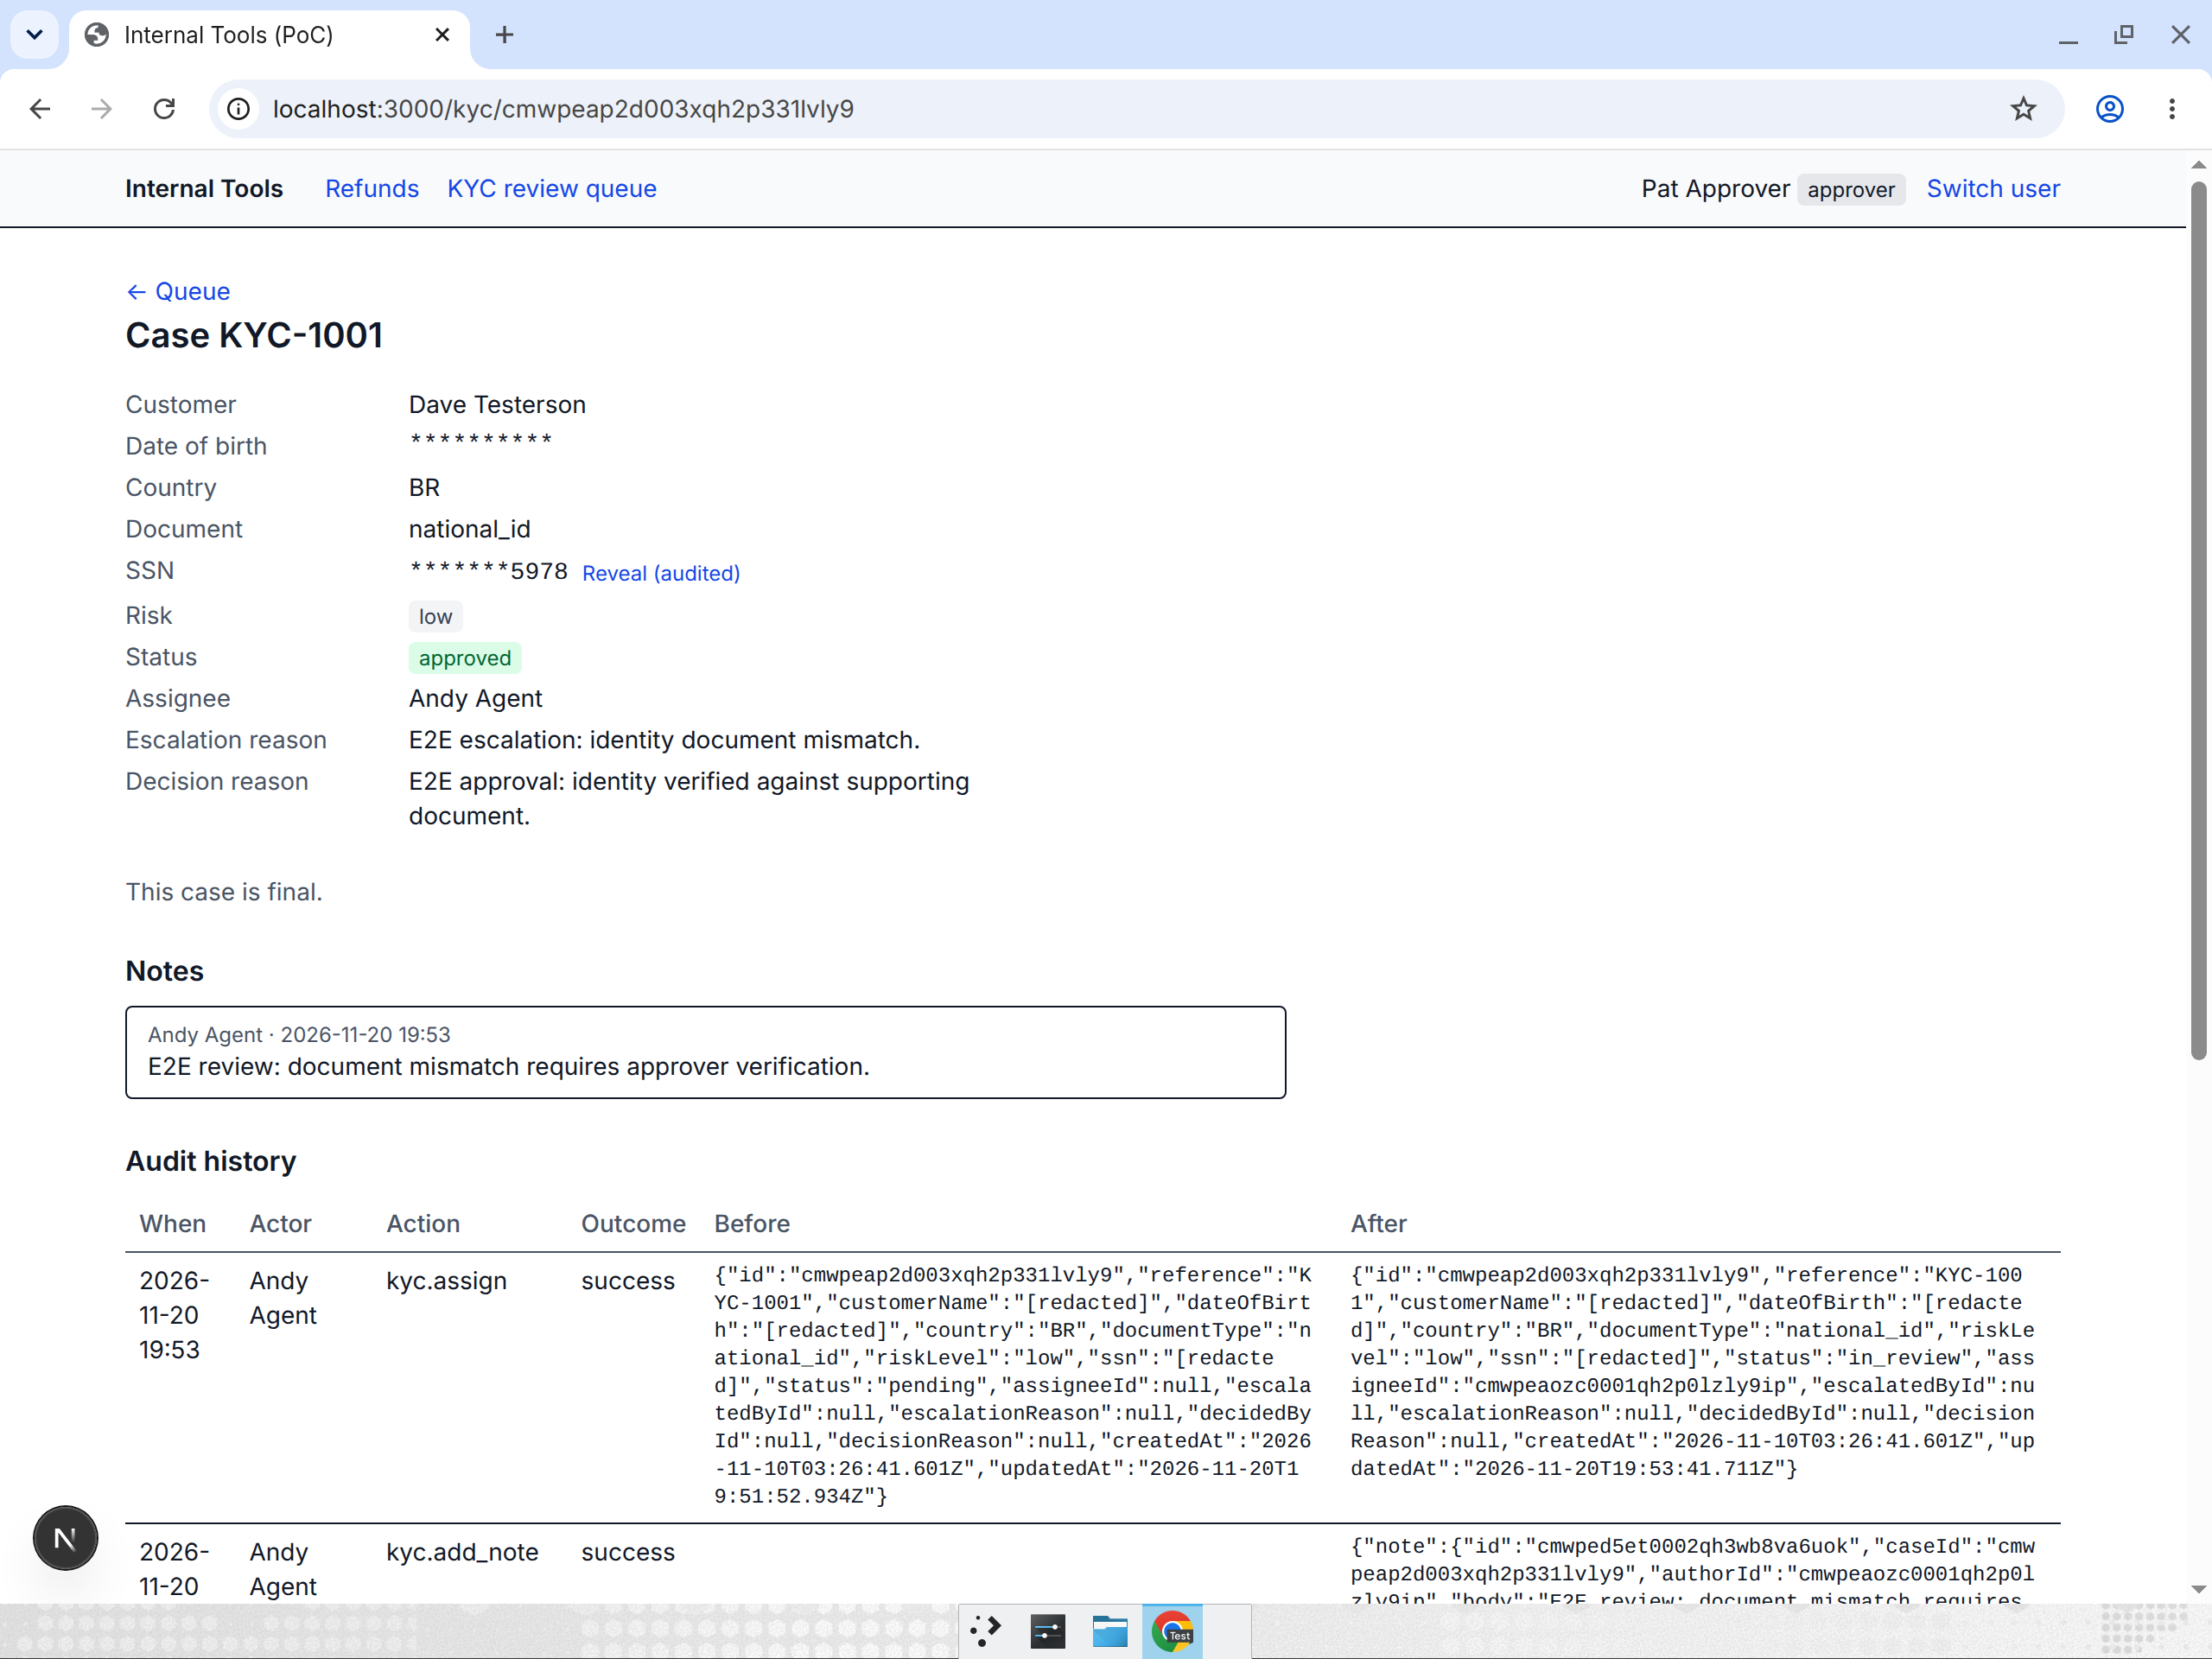 Internal Tools (PoC)
localhost:3000/kyc/cmwpeap2d003xqh2p331lvly9
Internal Tools Refunds KYC review queue Pat Approver approver Switch user
← Queue
Case KYC-1001
Customer Dave Testerson
Date of birth **********
Country BR
Document national_id
SSN *******5978 Reveal (audited)
Risk low
Status approved
Assignee Andy Agent
Escalation reason E2E escalation: identity document mismatch.
Decision reason E2E approval: identity verified against supporting
document.
This case is final.
Notes
Andy Agent · 2026-11-20 19:53
E2E review: document mismatch requires approver verification.
Audit history
When Actor Action Outcome Before After
2026-
11-20
19:53
Andy
Agent
kyc.assign
success
{"id":"cmwpeap2d003xqh2p331lvly9","reference":"K
YC-1001","customerName":"[redacted]","dateOfBirt
h":"[redacted]","country":"BR","documentType":"n
ational_id","riskLevel":"low","ssn":"[redacte
d]","status":"pending","assigneeId":null,"escala
tedById":null,"escalationReason":null,"decidedBy
Id":null,"decisionReason":null,"createdAt":"2026
-11-10T03:26:41.601Z","updatedAt":"2026-11-20T1
9:51:52.934Z"}
{"id":"cmwpeap2d003xqh2p331lvly9","reference":"KYC-100
1","customerName":"[redacted]","dateOfBirth":"[redacte
d]","country":"BR","documentType":"national_id","riskLe
vel":"low","ssn":"[redacted]","status":"in_review","ass
igneeId":"cmwpeaozc0001qh2p0lzly9ip","escalatedById":nu
ll,"escalationReason":null,"decidedById":null,"decision
Reason":null,"createdAt":"2026-11-10T03:26:41.601Z","up
datedAt":"2026-11-20T19:53:41.711Z"}
2026-
11-20
Andy
Agent
kyc.add_note
success
{"note":{"id":"cmwped5et0002qh3wb8va6uok","caseId":"cmw
peap2d003xqh2p331lvly9","authorId":"cmwpeaozc0001qh2p0l
zly9ip","body":"E2E review: document mismatch requires
N
Test